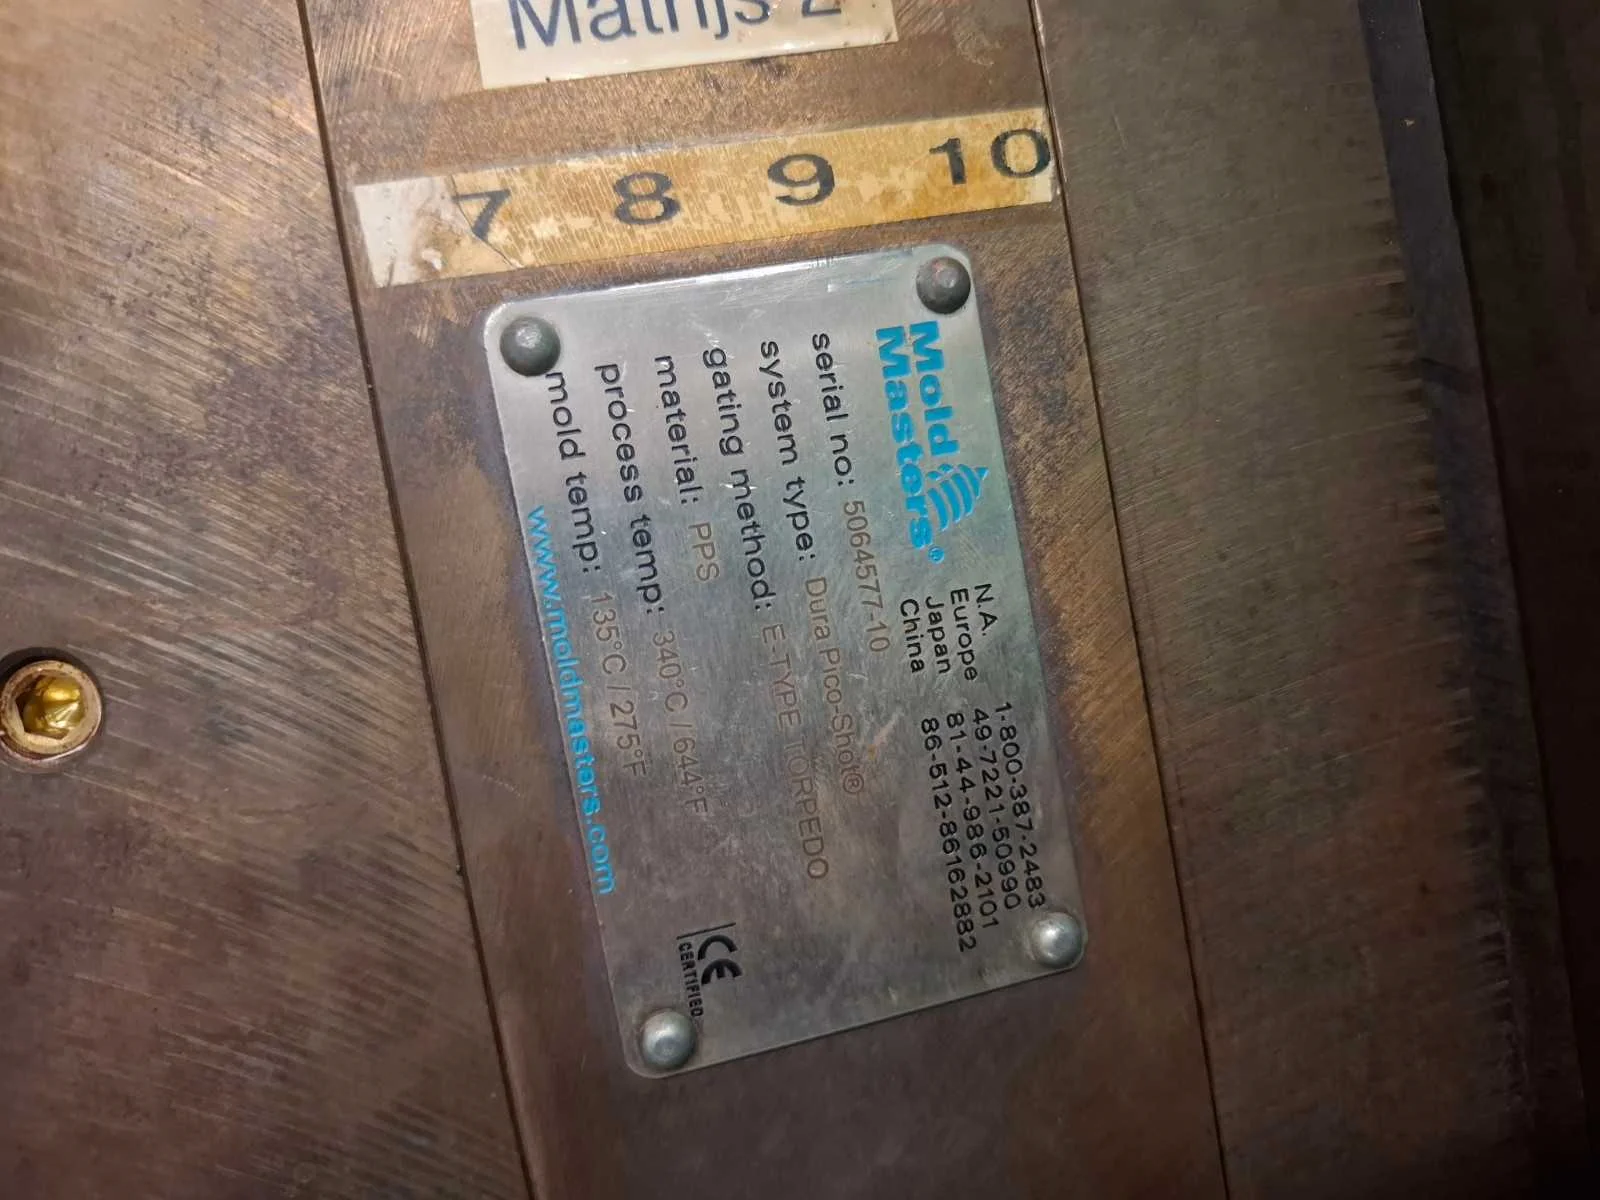 Matrijs 2
7 8 9 10
Mold
Masters®
N.A. 1-800-387-2483
Europe 49-7221-50990
Japan 81-44-986-2101
China 86-512-86162882
serial no: 5064577-10
system type: Dura Pico-Shot®
gating method: E-TYPE TORPEDO
material: PPS
process temp: 340°C / 644°F
mold temp: 135°C / 275°F
www.moldmasters.com
CE
CERTIFIED